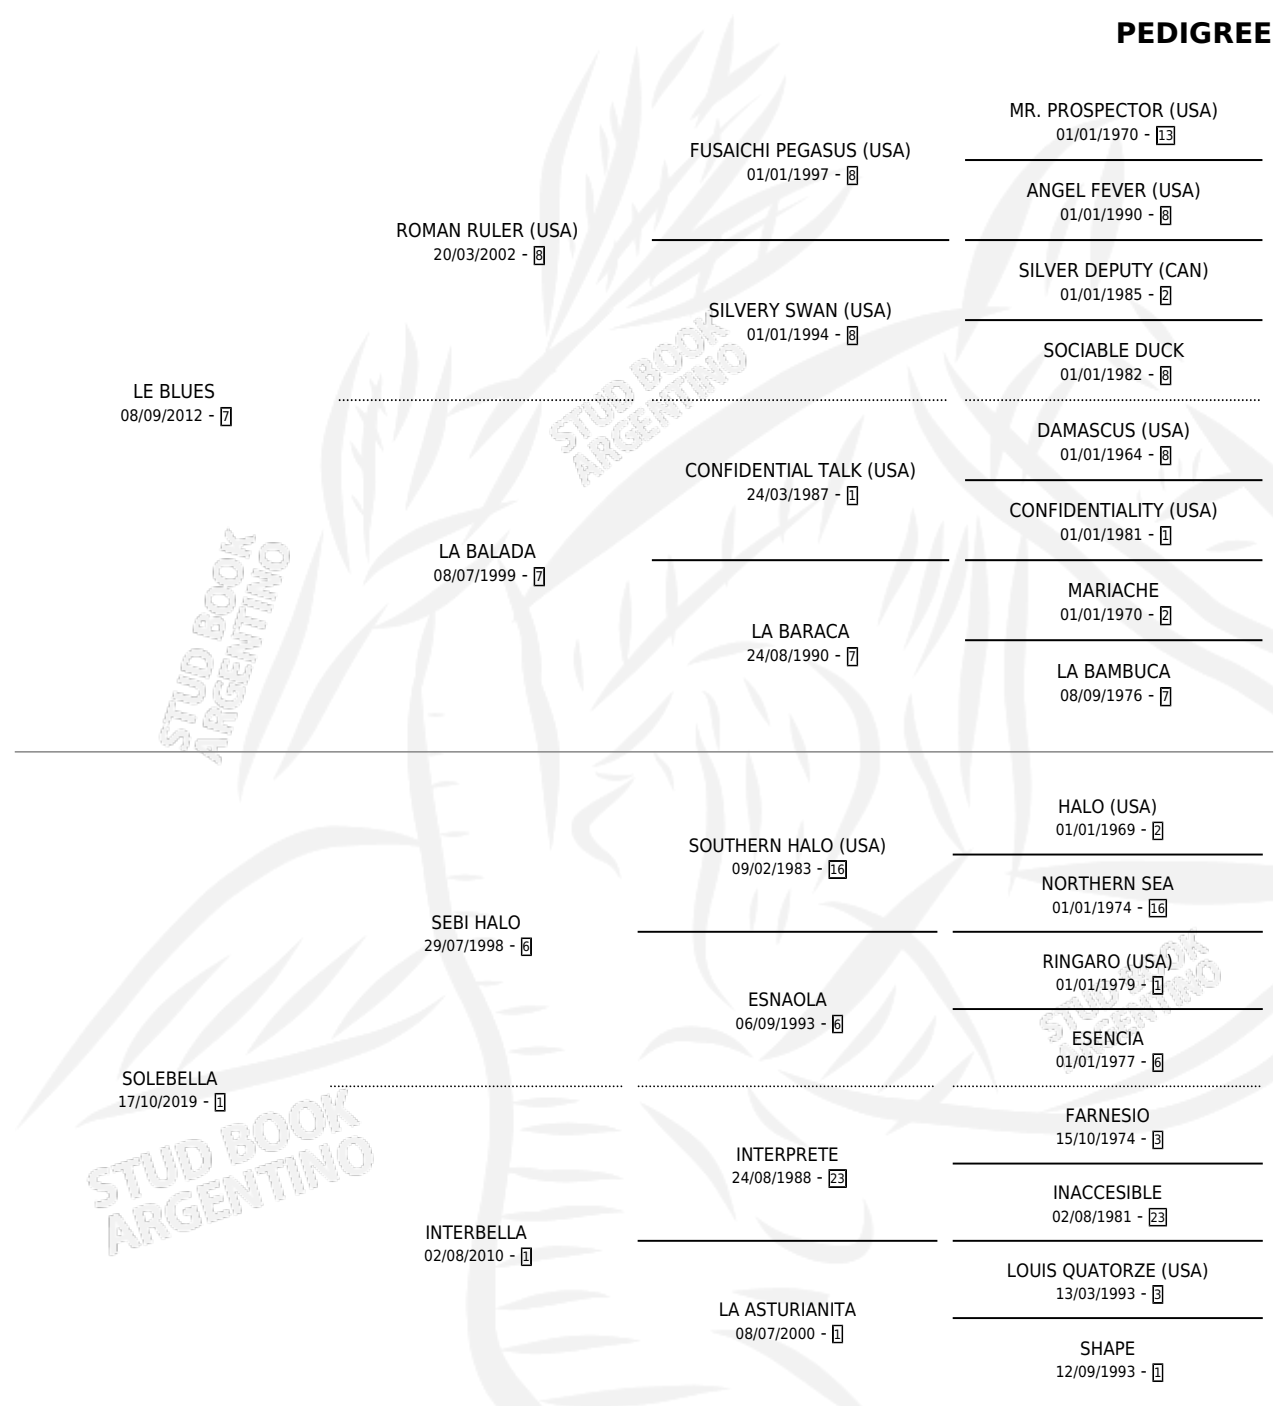 PEDIGREE
MR. PROSPECTOR (USA)
01/01/1970 - 13
FUSAICHI PEGASUS (USA)
01/01/1997 - 8
ANGEL FEVER (USA)
01/01/1990 - 8
ROMAN RULER (USA)
20/03/2002 - 8
SILVER DEPUTY (CAN)
01/01/1985 - 2
SILVERY SWAN (USA)
01/01/1994 - 8
SOCIABLE DUCK
01/01/1982 - 8
LE BLUES
08/09/2012 - 7
STUD BOOK
ARGENTINO
DAMASCUS (USA)
01/01/1964 - 8
CONFIDENTIAL TALK (USA)
24/03/1987 - 1
CONFIDENTIALITY (USA)
01/01/1981 - 1
LA BALADA
08/07/1999 - 7
MARIACHE
01/01/1970 - 2
LA BARACA
24/08/1990 - 7
LA BAMBUCA
08/09/1976 - 7
STUD BOOK
ARGENTINO
HALO (USA)
01/01/1969 - 2
SOUTHERN HALO (USA)
09/02/1983 - 16
NORTHERN SEA
01/01/1974 - 16
SEBI HALO
29/07/1998 - 6
RINGARO (USA)
01/01/1979 - 1
ESNAOLA
06/09/1993 - 6
ESENCIA
01/01/1977 - 6
STUD BOOK
ARGENTINO
SOLEBELLA
17/10/2019 - 1
FARNESIO
15/10/1974 - 3
INTERPRETE
24/08/1988 - 23
INACCESIBLE
02/08/1981 - 23
STUD BOOK
ARGENTINO
INTERBELLA
02/08/2010 - 1
LOUIS QUATORZE (USA)
13/03/1993 - 3
LA ASTURIANITA
08/07/2000 - 1
SHAPE
12/09/1993 - 1